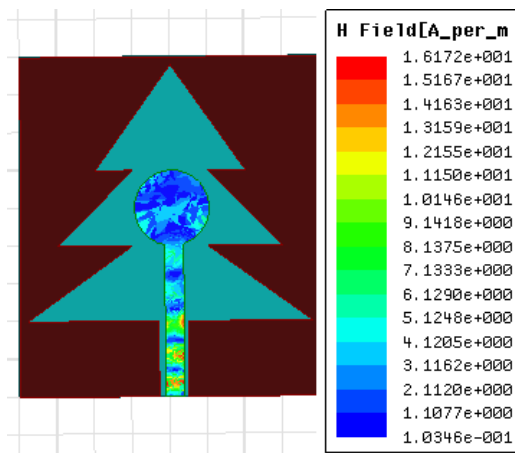 H Field[A_per_m
1.6172e+001
1.5167e+001
1.4163e+001
1.3159e+001
1.2155e+001
1.1150e+001
1.0146e+001
9.1418e+000
8.1375e+000
7.1333e+000
6.1290e+000
5.1248e+000
4.1205e+000
3.1162e+000
2.1120e+000
1.1077e+000
1.0346e-001